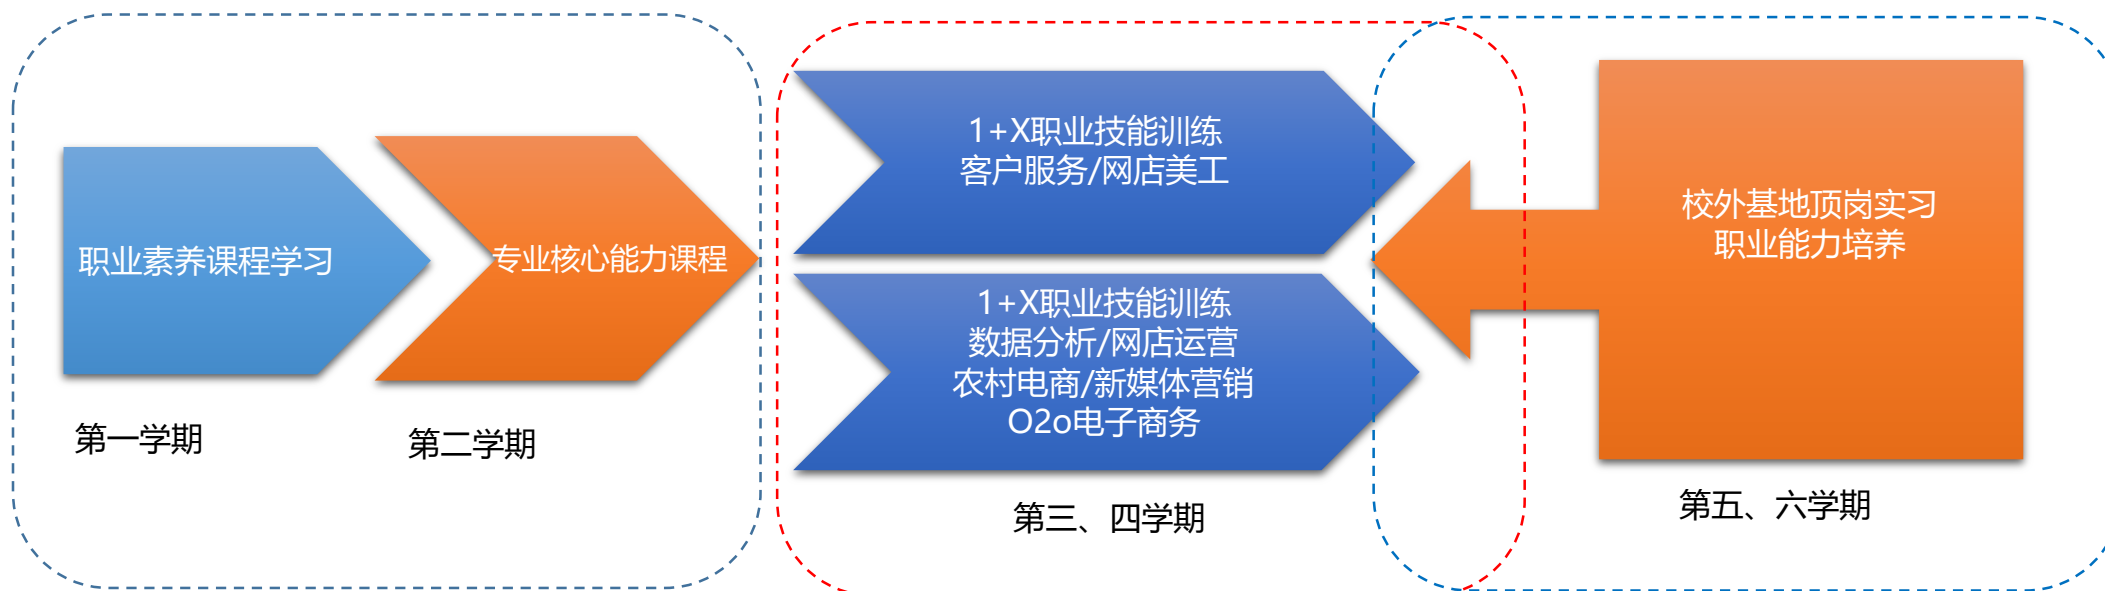 职业素养课程学习
第一学期
专业核心能力课程
第二学期
1+X职业技能训练
客户服务/网店美工
1+X职业技能训练
数据分析/网店运营
农村电商/新媒体营销
O2o电子商务
第三、四学期
校外基地顶岗实习
职业能力培养
第五、六学期